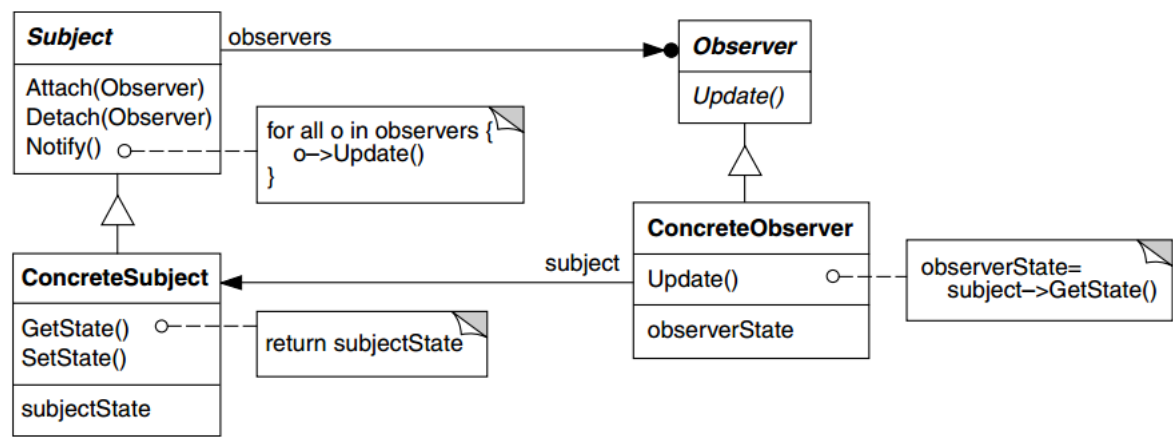 Subject
Attach(Observer)
Detach(Observer)
Notify()
observers
for all o in observers {
o–>Update()
}
Observer
Update()
ConcreteSubject
GetState()
SetState()
subjectState
return subjectState
subject
ConcreteObserver
Update()
observerState
observerState=
subject–>GetState()